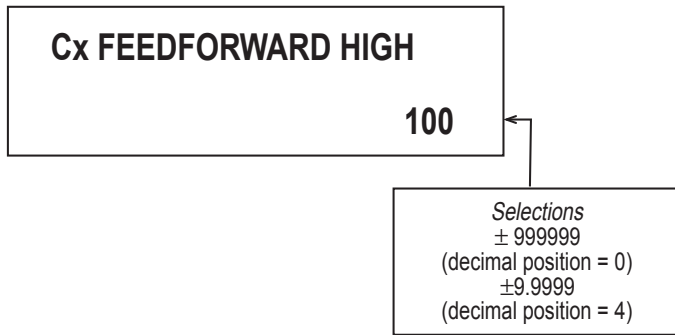 Cx FEEDFORWARD HIGH
100
Selections
± 999999
(decimal position = 0)
±9.9999
(decimal position = 4)